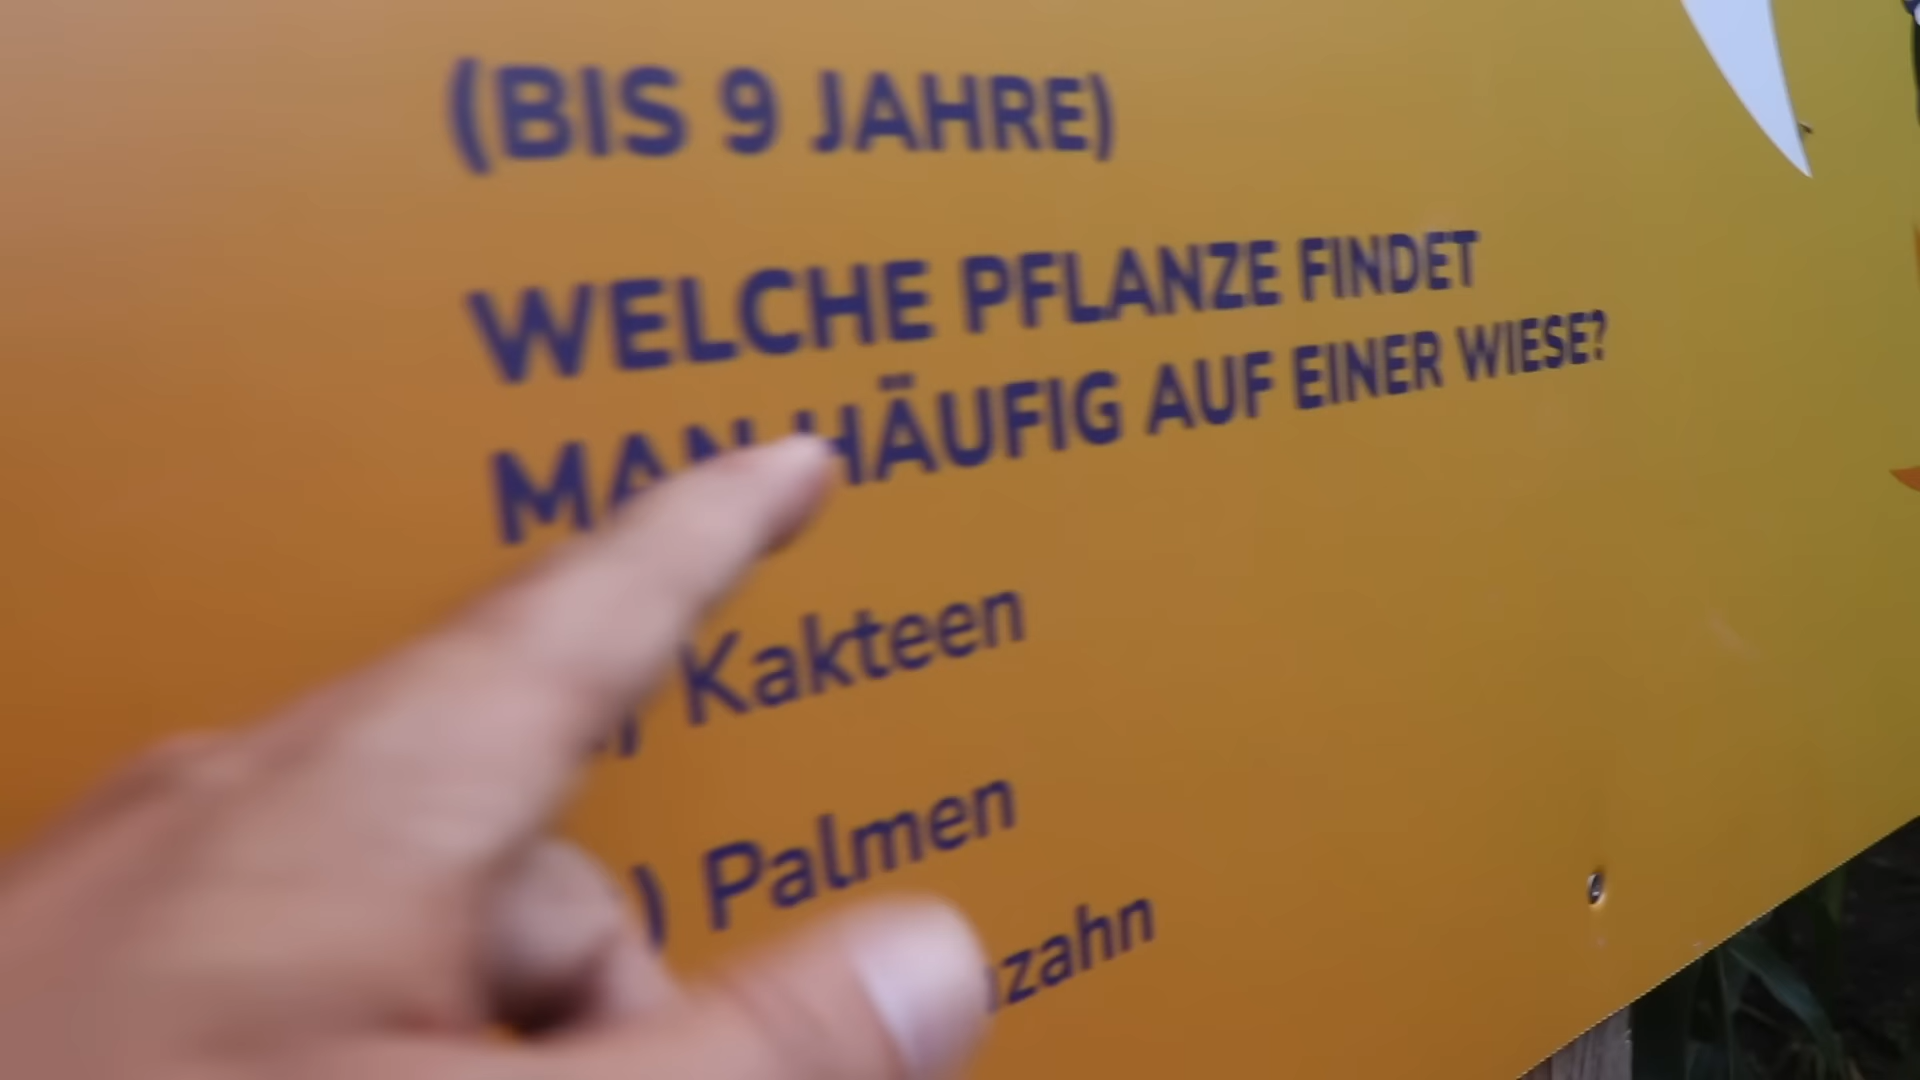 (BIS 9 JAHRE)
WELCHE PFLANZE FINDET
MAN HÄUFIG AUF EINER WIESE?
Kakteen
) Palmen
zahn